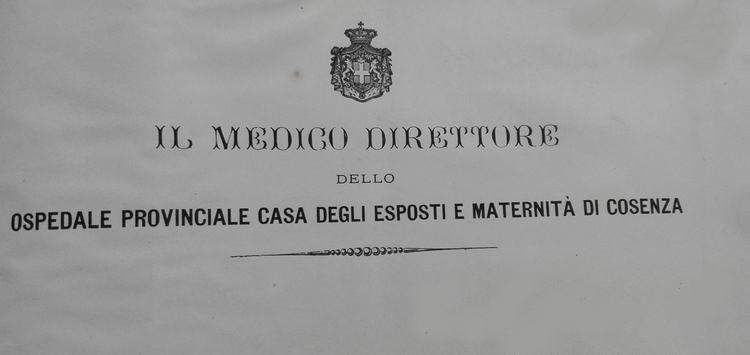 IL MEDICO DIRETTORE
DELLO
OSPEDALE PROVINCIALE CASA DEGLI ESPOSTI E MATERNITÀ DI COSENZA